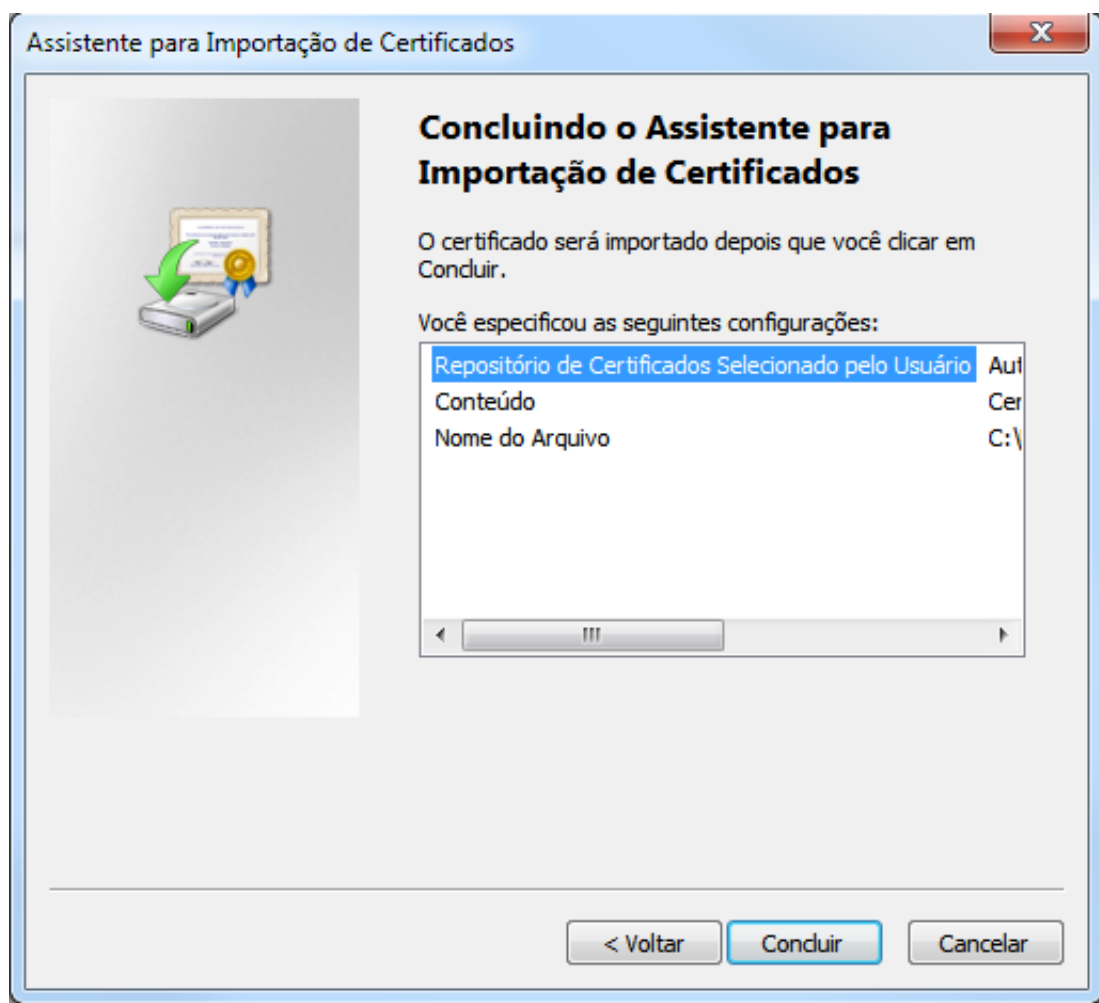 Assistente para Importação de Certificados
Concluindo o Assistente para
Importação de Certificados
O certificado será importado depois que você clicar em
Concluir.
Você especificou as seguintes configurações:
Repositório de Certificados Selecionado pelo Usuário Aut
Conteúdo Cer
Nome do Arquivo C:\
< Voltar Concluir Cancelar